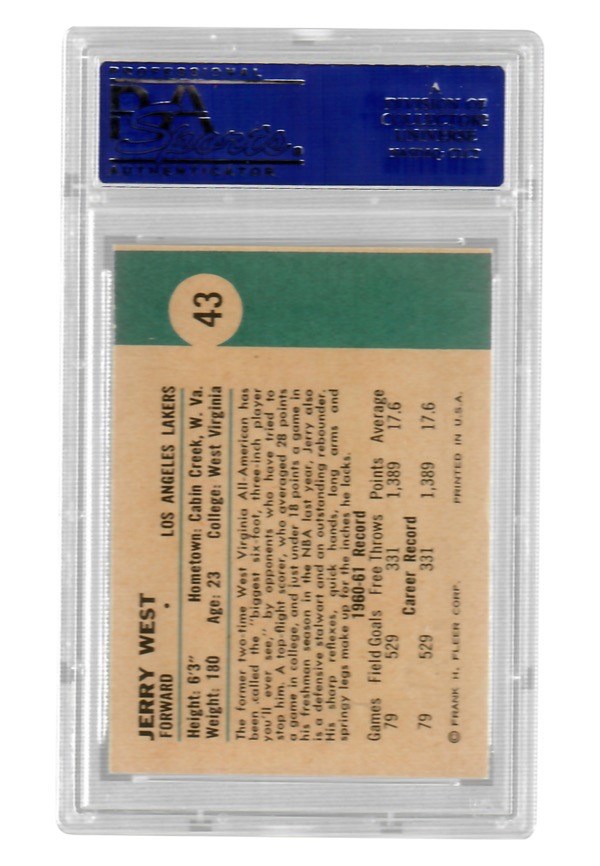 PROFESSIONAL
PSA
Sports
AUTHENTICATOR
A
DIVISION OF
COLLECTORS
UNIVERSE
43
JERRY WEST
FORWARD • LOS ANGELES LAKERS
Height: 6'3" Hometown: Cabin Creek, W. Va.
Weight: 180 Age: 23 College: West Virginia
The former two-time West Virginia All-American has
been called the "biggest six-foot, three-inch player
you'll ever see," by opponents who have tried to
stop him. A top-flight scorer, who averaged 28 points
a game in college, and just under 18 points a game in
his freshman season in the NBA last year, Jerry also
is a defensive stalwart and an outstanding rebounder.
His sharp reflexes, quick hands, long arms and
springy legs make up for the inches he lacks.
1960-61 Record
Games Field Goals Free Throws Points Average
79 529 331 1,389 17.6
Career Record
79 529 331 1,389 17.6
© FRANK H. FLEER CORP. PRINTED IN U.S.A.